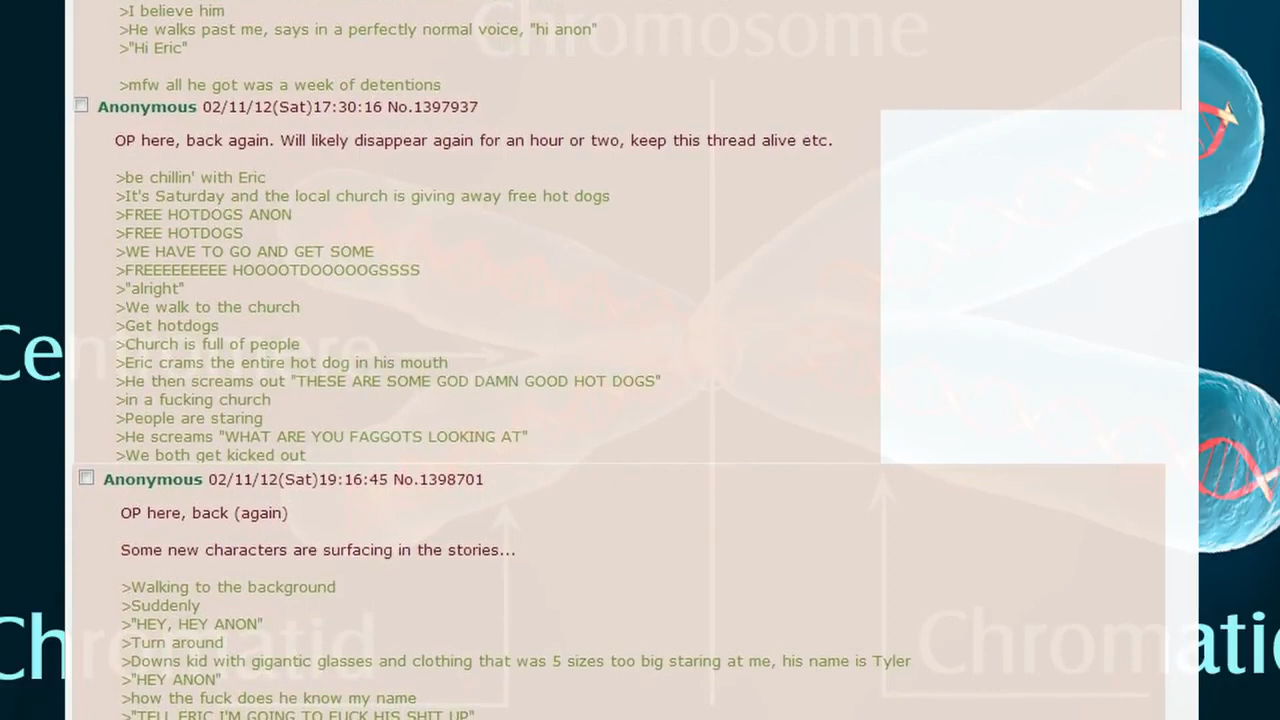 >I believe him
>He walks past me, says in a perfectly normal voice, "hi anon"
>"Hi Eric"
>mfw all he got was a week of detentions
Anonymous 02/11/12(Sat)17:30:16 No.1397937
OP here, back again. Will likely disappear again for an hour or two, keep this thread alive etc.
>be chillin' with Eric
>It's Saturday and the local church is giving away free hot dogs
>FREE HOTDOGS ANON
>FREE HOTDOGS
>WE HAVE TO GO AND GET SOME
>FREEEEEEEEE HOOOOTDOOOOOGSSSS
>"alright"
>We walk to the church
>Get hotdogs
>Church is full of people
>Eric crams the entire hot dog in his mouth
>He then screams out "THESE ARE SOME GOD DAMN GOOD HOT DOGS"
>in a fucking church
>People are staring
>He screams "WHAT ARE YOU FAGGOTS LOOKING AT"
>We both get kicked out
Anonymous 02/11/12(Sat)19:16:45 No.1398701
OP here, back (again)
Some new characters are surfacing in the stories...
>Walking to the background
>Suddenly
>"HEY, HEY ANON"
>Turn around
>Downs kid with gigantic glasses and clothing that was 5 sizes too big staring at me, his name is Tyler
>"HEY ANON"
>how the fuck does he know my name
>"TELL ERIC I'M GOING TO FUCK HIS SHIT UP"
Chromosome
Centromere
Chromatid
Chromatid